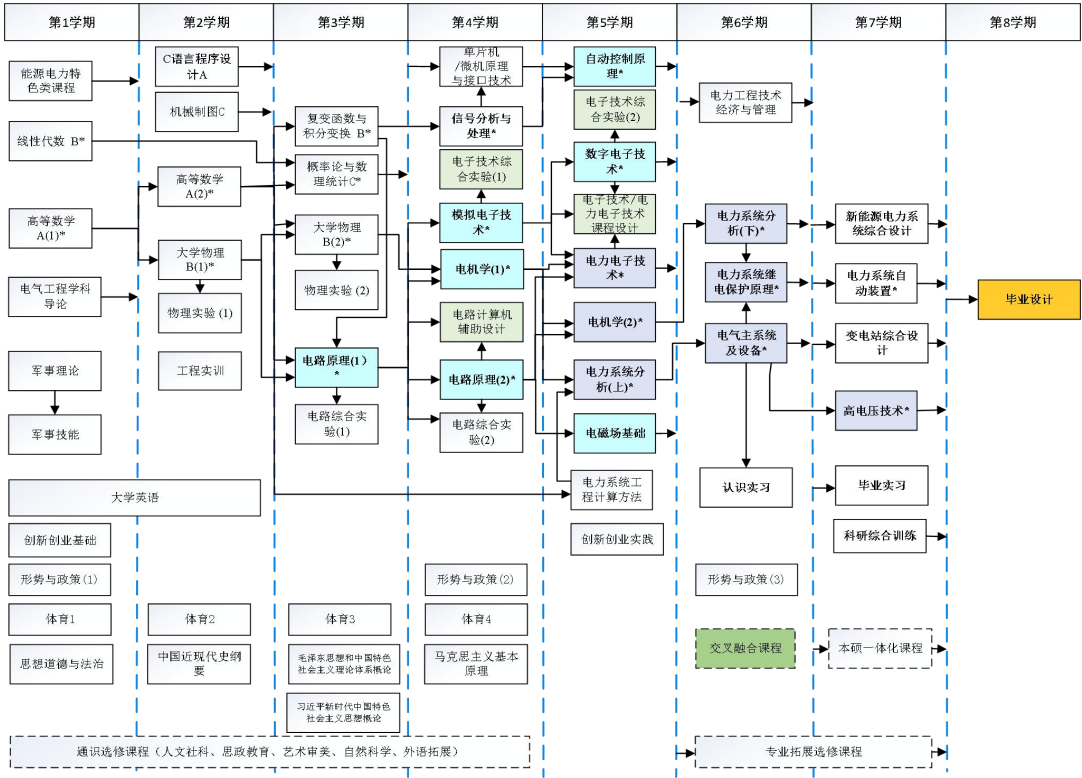 第1学期
第2学期
第3学期
第4学期
第5学期
第6学期
第7学期
第8学期
能源电力特
色类课程
线性代数 B*
高等数学
A(1)*
电气工程学科
导论
军事理论
军事技能
大学英语
创新创业基础
形势与政策(1)
体育1
思想道德与法治
C语言程序设
计A
机械制图C
高等数学
A(2)*
大学物理
B(1)*
物理实验(1)
工程实训
体育2
中国近现代史纲
要
复变函数与
积分变换 B*
概率论与数
理统计C*
大学物理
B(2)*
物理实验 (2)
电路原理(1)
*
电路综合实
验(1)
体育3
毛泽东思想和中国特色
社会主义理论体系概论
习近平新时代中国特色
社会主义思想概论
单片机
/微机原理
与接口技术
信号分析与
处理*
电子技术综
合实验(1)
模拟电子技
术*
电机学(1)*
电路计算机
辅助设计
电路原理(2)*
电路综合实
验(2)
形势与政策(2)
体育4
马克思主义基本
原理
自动控制原
理*
电子技术综
合实验(2)
数字电子技
术*
电子技术/电
力电子技术
课程设计
电力电子技
术*
电机学(2)*
电力系统分
析(上)*
电磁场基础
电力系统工
程计算方法
创新创业实践
电力工程技术
经济与管理
电力系统分
析(下)*
电力系统继
电保护原理*
电气主系统
及设备*
认识实习
形势与政策(3)
交叉融合课程
新能源电力系
统综合设计
电力系统自
动装置*
变电站综合设
计
高电压技术*
毕业实习
科研综合训练
本硕一体化课程
毕业设计
通识选修课程（人文社科、思政教育、艺术审美、自然科学、外语拓展）
专业拓展选修课程